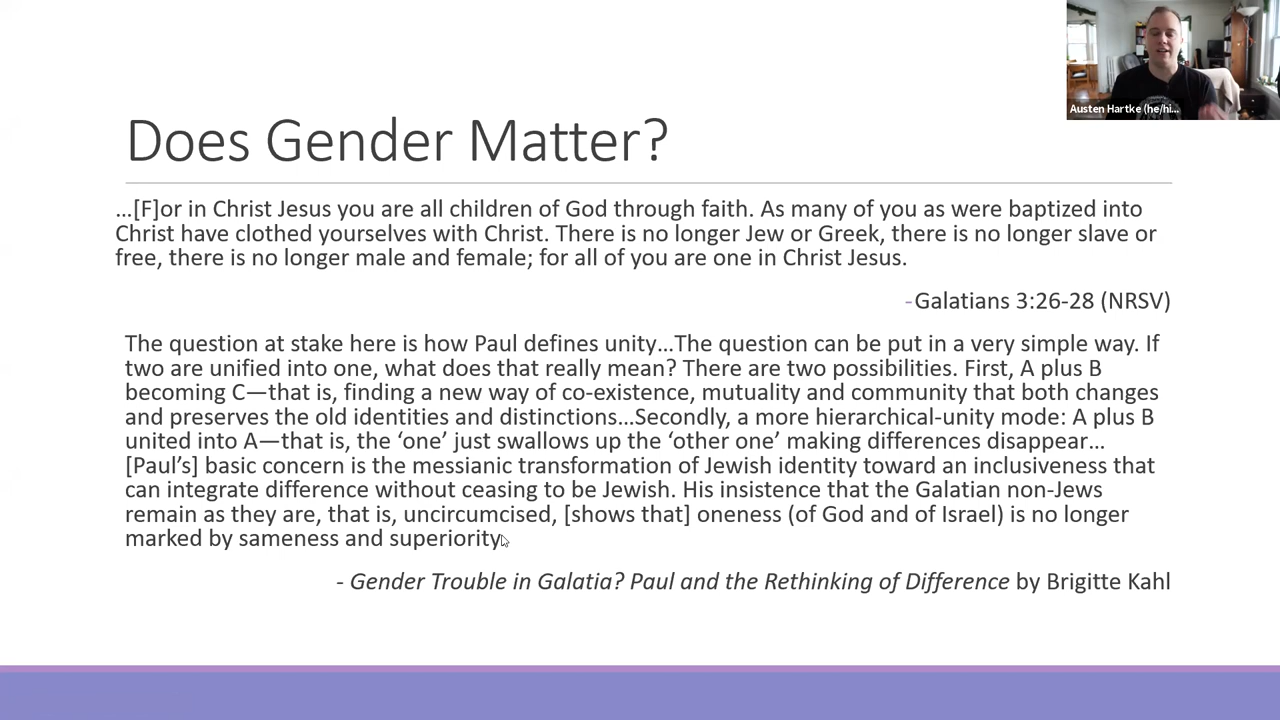 Austen Hartke (he/hi...
Does Gender Matter?
…[F]or in Christ Jesus you are all children of God through faith. As many of you as were baptized into
Christ have clothed yourselves with Christ. There is no longer Jew or Greek, there is no longer slave or
free, there is no longer male and female; for all of you are one in Christ Jesus.
-Galatians 3:26-28 (NRSV)
The question at stake here is how Paul defines unity…The question can be put in a very simple way. If
two are unified into one, what does that really mean? There are two possibilities. First, A plus B
becoming C—that is, finding a new way of co-existence, mutuality and community that both changes
and preserves the old identities and distinctions…Secondly, a more hierarchical-unity mode: A plus B
united into A—that is, the ‘one’ just swallows up the ‘other one’ making differences disappear…
[Paul’s] basic concern is the messianic transformation of Jewish identity toward an inclusiveness that
can integrate difference without ceasing to be Jewish. His insistence that the Galatian non-Jews
remain as they are, that is, uncircumcised, [shows that] oneness (of God and of Israel) is no longer
marked by sameness and superiority.
- Gender Trouble in Galatia? Paul and the Rethinking of Difference by Brigitte Kahl